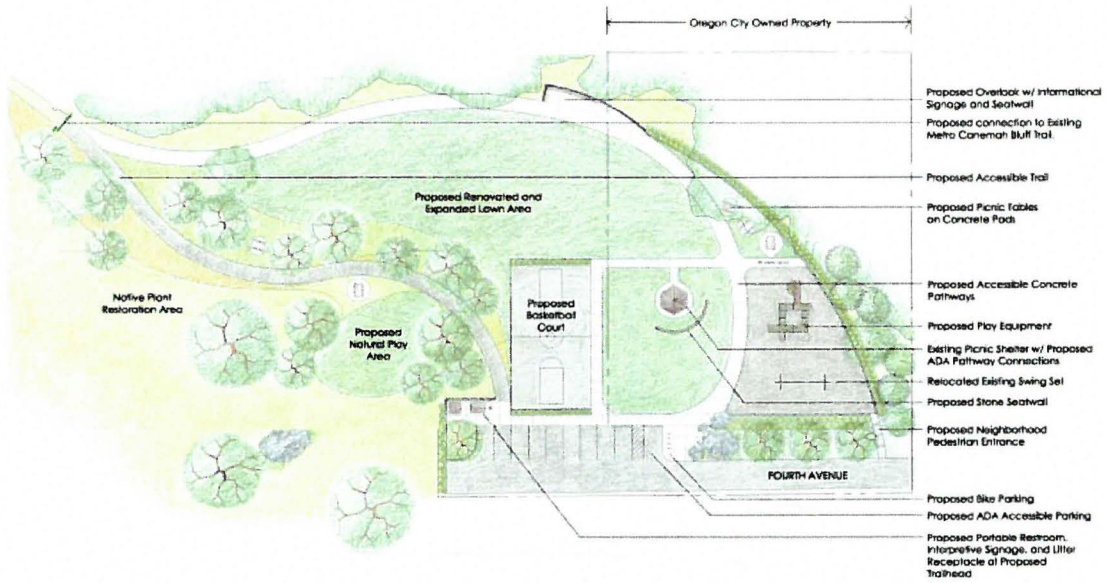 Oregon City Owned Property
Proposed Overlook w/ Informational
Signage and Seatwall
Proposed connection to Existing
Metro Canemah Bluff Trail.
Proposed Accessible Trail
Proposed Renovated and
Expanded Lawn Area
Proposed Picnic Tables
on Concrete Pads
Native Plant
Restoration Area
Proposed
Natural Play
Area
Proposed
Basketball
Court
Proposed Accessible Concrete
Pathways
Proposed Play Equipment
Existing Picnic Shelter w/ Proposed
ADA Pathway Connections
Relocated Existing Swing Set
Proposed Stone Seatwall
Proposed Neighborhood
Pedestrian Entrance
FOURTH AVENUE
Proposed Bike Parking
Proposed ADA Accessible Parking
Proposed Portable Restroom,
Interpretive Signage, and Litter
Receptacle at Proposed
Trailhead